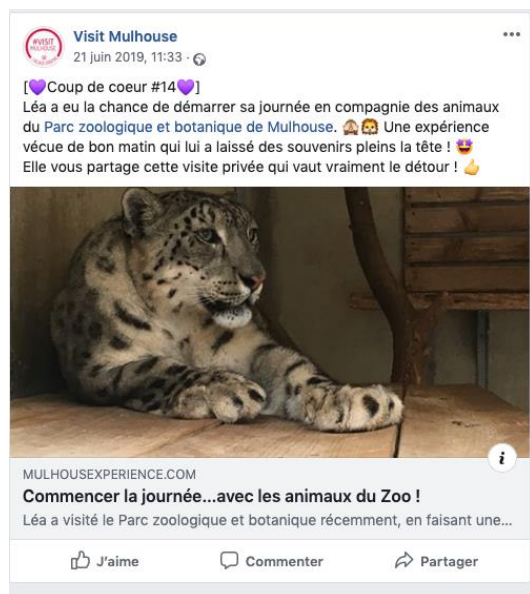 #VISIT
MULHOUSE
Visit Mulhouse
21 juin 2019, 11:33 ·
[💜Coup de coeur #14💜]
Léa a eu la chance de démarrer sa journée en compagnie des animaux
du Parc zoologique et botanique de Mulhouse. 🙈🦁 Une expérience
vécue de bon matin qui lui a laissé des souvenirs pleins la tête ! 🤩
Elle vous partage cette visite privée qui vaut vraiment le détour ! 👍
i
MULHOUSEXPERIENCE.COM
Commencer la journée...avec les animaux du Zoo !
Léa a visité le Parc zoologique et botanique récemment, en faisant une...
J'aime Commenter Partager